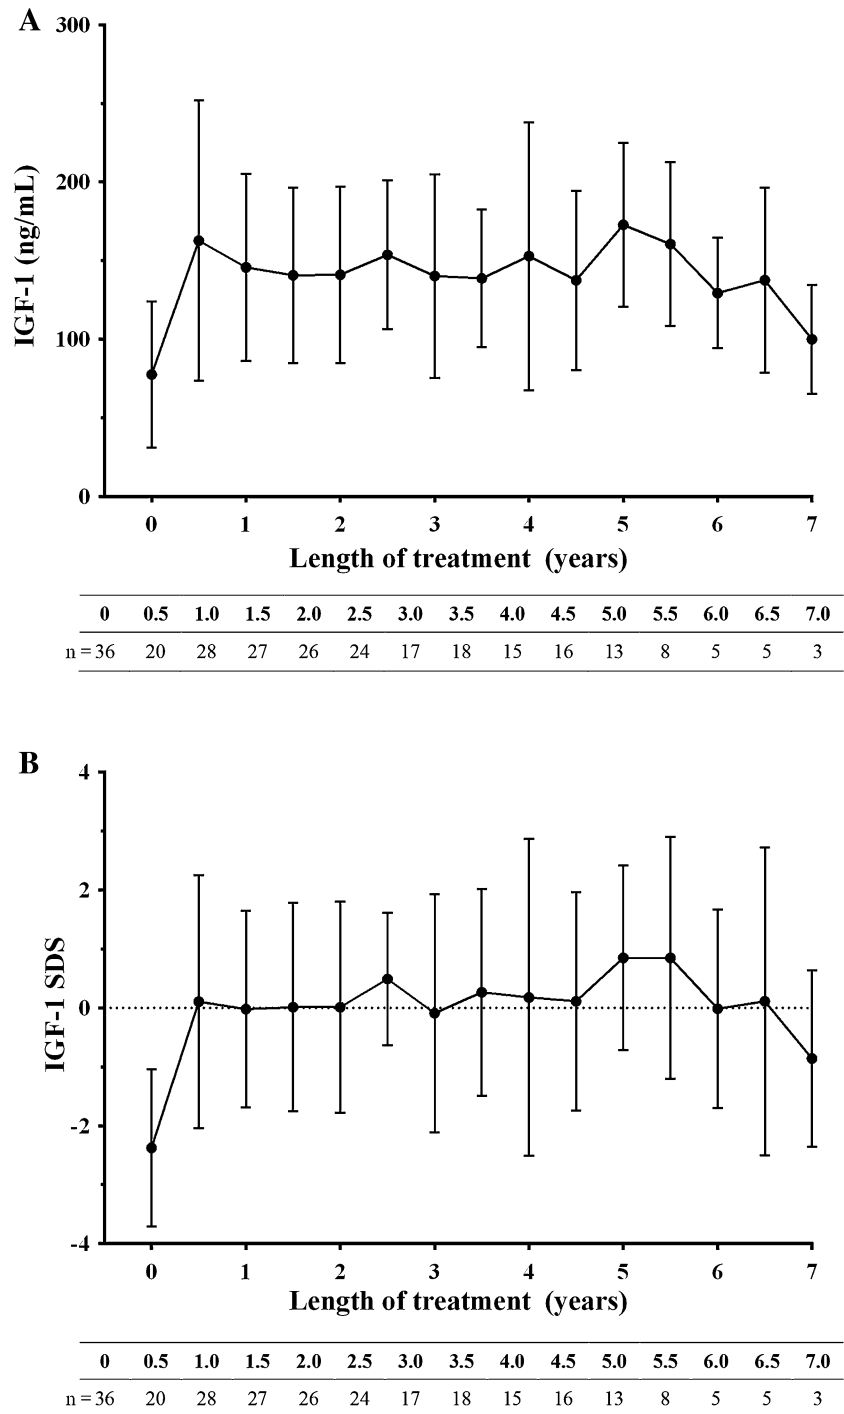 A
300
200
100
0
IGF-1 (ng/mL)
0 1 2 3 4 5 6 7
Length of treatment (years)
0 0.5 1.0 1.5 2.0 2.5 3.0 3.5 4.0 4.5 5.0 5.5 6.0 6.5 7.0
n = 36 20 28 27 26 24 17 18 15 16 13 8 5 5 3
B
4
2
0
-2
-4
IGF-1 SDS
0 1 2 3 4 5 6 7
Length of treatment (years)
0 0.5 1.0 1.5 2.0 2.5 3.0 3.5 4.0 4.5 5.0 5.5 6.0 6.5 7.0
n = 36 20 28 27 26 24 17 18 15 16 13 8 5 5 3